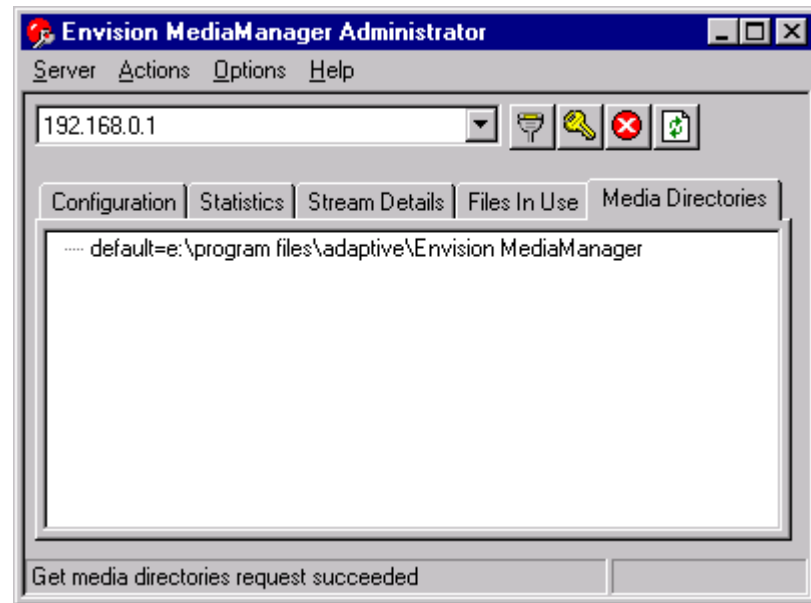 Envision MediaManager Administrator
Server Actions Options Help
192.168.0.1
Configuration Statistics Stream Details Files In Use Media Directories
default=e:\program files\adaptive\Envision MediaManager
Get media directories request succeeded